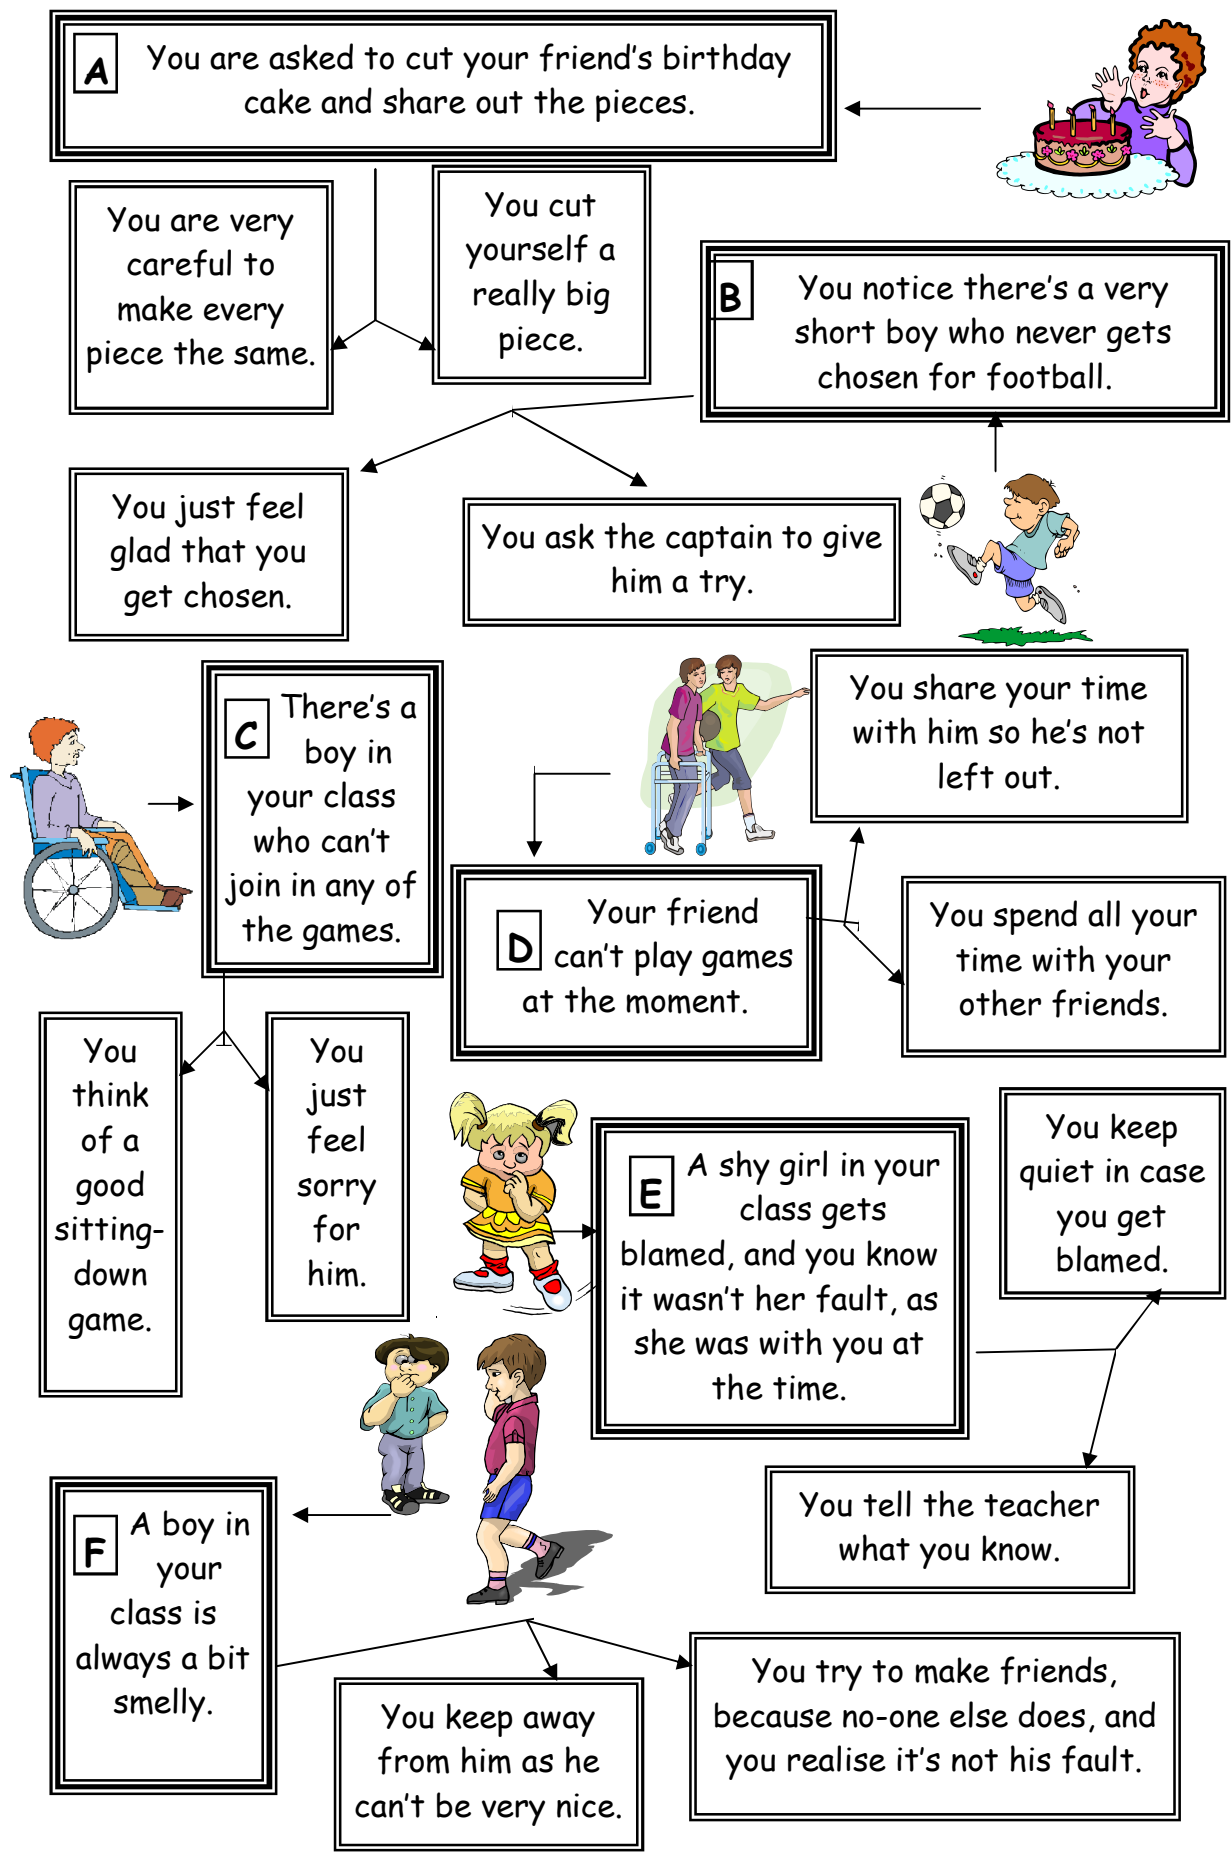 A
You are asked to cut your friend's birthday
cake and share out the pieces.
You are very
careful to
make every
piece the same.
You cut
yourself a
really big
piece.
B
You notice there's a very
short boy who never gets
chosen for football.
You just feel
glad that you
get chosen.
You ask the captain to give
him a try.
C
There's a
boy in
your class
who can't
join in any of
the games.
You
think
of a
good
sitting-
down
game.
You
just
feel
sorry
for
him.
D
Your friend
can't play games
at the moment.
You share your time
with him so he's not
left out.
You spend all your
time with your
other friends.
E
A shy girl in your
class gets
blamed, and you know
it wasn't her fault, as
she was with you at
the time.
You keep
quiet in case
you get
blamed.
You tell the teacher
what you know.
F
A boy in
your
class is
always a bit
smelly.
You keep away
from him as he
can't be very nice.
You try to make friends,
because no-one else does, and
you realise it's not his fault.